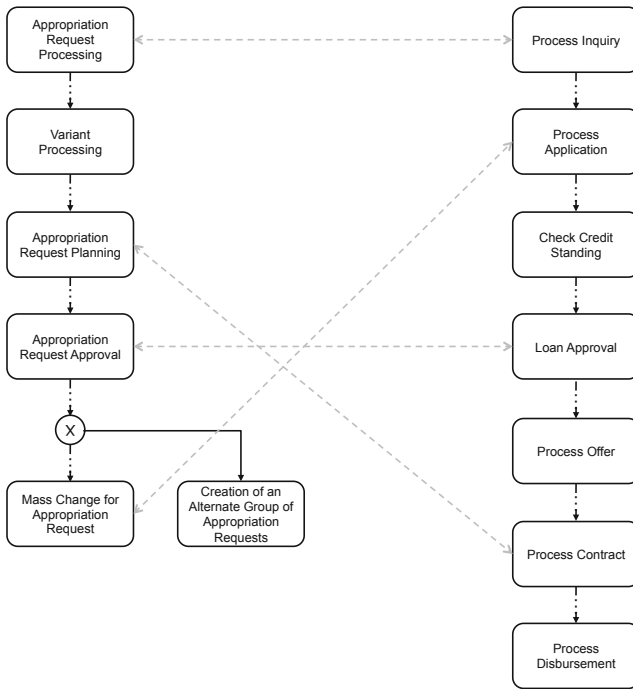 Appropriation
Request
Processing
Process Inquiry
Variant
Processing
Process
Application
Appropriation
Request Planning
Check Credit
Standing
Appropriation
Request Approval
Loan Approval
X
Process Offer
Mass Change for
Appropriation
Request
Creation of an
Alternate Group of
Appropriation
Requests
Process Contract
Process
Disbursement